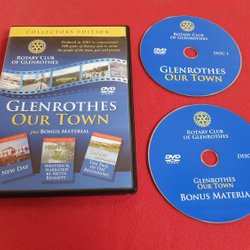 COLLECTORS EDITION
ROTARY CLUB
OF GLENROTHES
DVD
GLENROTHES
OUR TOWN
plus BONUS MATERIAL
NEW DAY
WRITTEN &
NARRATED
THE END OF
THE BEGINNING
ROTARY CLUB
OF GLENROTHES
DVD
DISC 1
GLENROTHES
OUR TOWN
ROTARY CLUB
OF GLENROTHES
DVD
DISC
GLENROTHES
OUR TOWN
BONUS MATERIAL